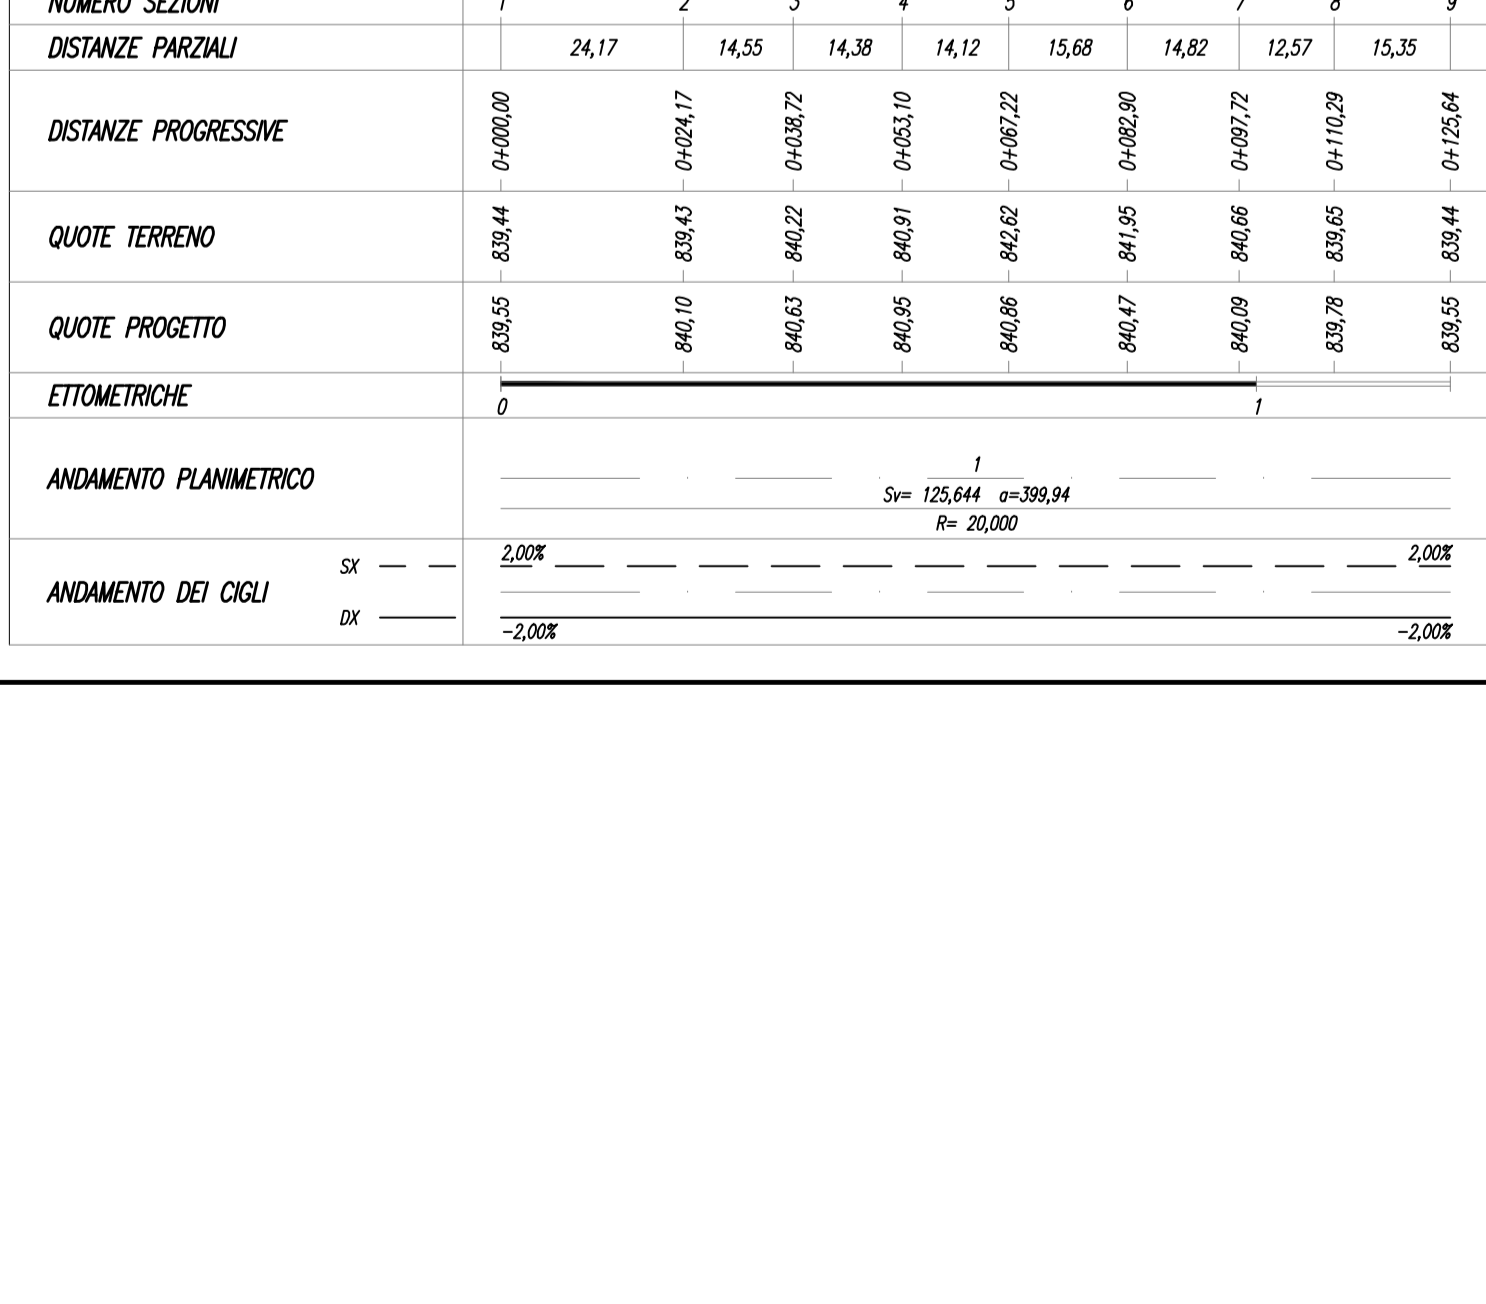 NUMERO SEZIONI 1 2 3 4 5 6 7 8 9
DISTANZE PARZIALI 24,17 14,55 14,38 14,12 15,68 14,82 12,57 15,35
DISTANZE PROGRESSIVE 0+000,00 0+024,17 0+038,72 0+053,10 0+067,22 0+082,90 0+097,72 0+110,29 0+125,64
QUOTE TERRENO 839,44 839,43 840,22 840,91 842,62 841,95 840,66 839,65 839,44
QUOTE PROGETTO 839,55 840,10 840,63 840,95 840,86 840,47 840,09 839,78 839,55
ETTOMETRICHE
0 1
ANDAMENTO PLANIMETRICO
1
Sv= 125,644 a=399,94
R= 20,000
ANDAMENTO DEI CIGLI
SX 2,00% 2,00%
DX -2,00% -2,00%